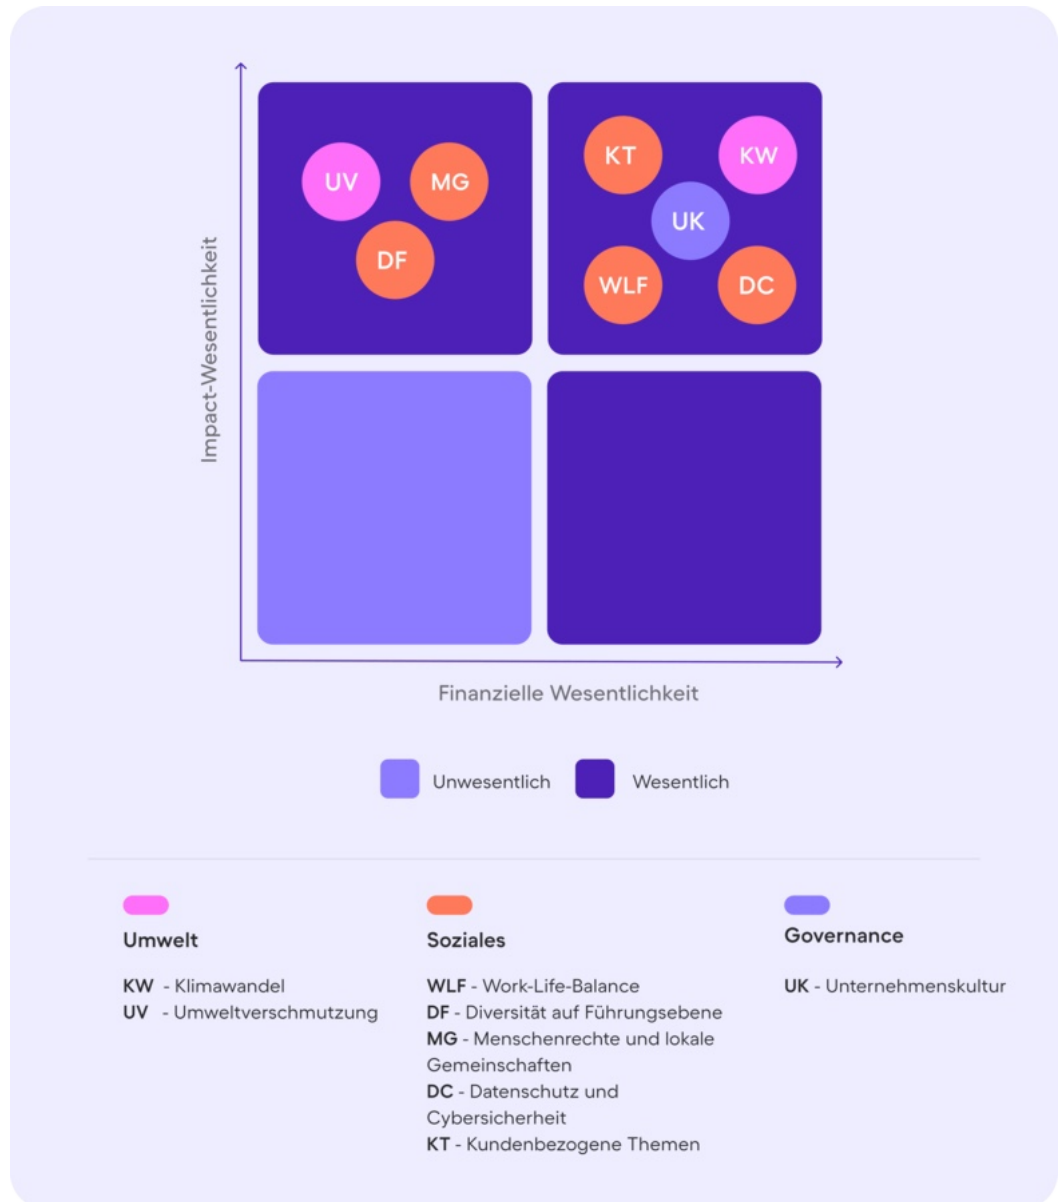 UV
MG
DF
KT
KW
UK
WLF
DC
Impact-Wesentlichkeit
Finanzielle Wesentlichkeit
Unwesentlich
Wesentlich
Umwelt
KW - Klimawandel
UV - Umweltverschmutzung
Soziales
WLF - Work-Life-Balance
DF - Diversität auf Führungsebene
MG - Menschenrechte und lokale
Gemeinschaften
DC - Datenschutz und
Cybersicherheit
KT - Kundenbezogene Themen
Governance
UK - Unternehmenskultur